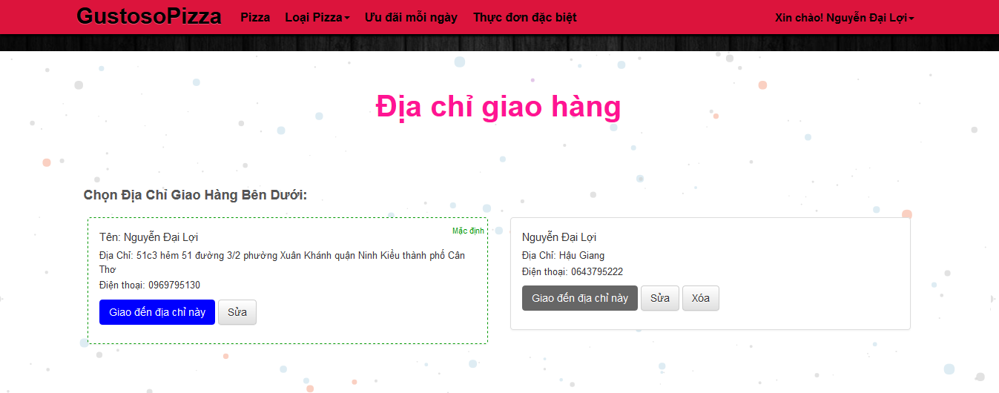 GustosoPizza Pizza Loại Pizza Ưu đãi mỗi ngày Thực đơn đặc biệt Xin chào! Nguyễn Đại Lợi
Địa chỉ giao hàng
Chọn Địa Chỉ Giao Hàng Bên Dưới:
Mặc định
Tên: Nguyễn Đại Lợi
Địa Chỉ: 51c3 hẻm 51 đường 3/2 phường Xuân Khánh quận Ninh Kiều thành phố Cần
Thơ
Điện thoại: 0969795130
Giao đến địa chỉ này Sửa
Nguyễn Đại Lợi
Địa Chỉ: Hậu Giang
Điện thoại: 0643795222
Giao đến địa chỉ này Sửa Xóa